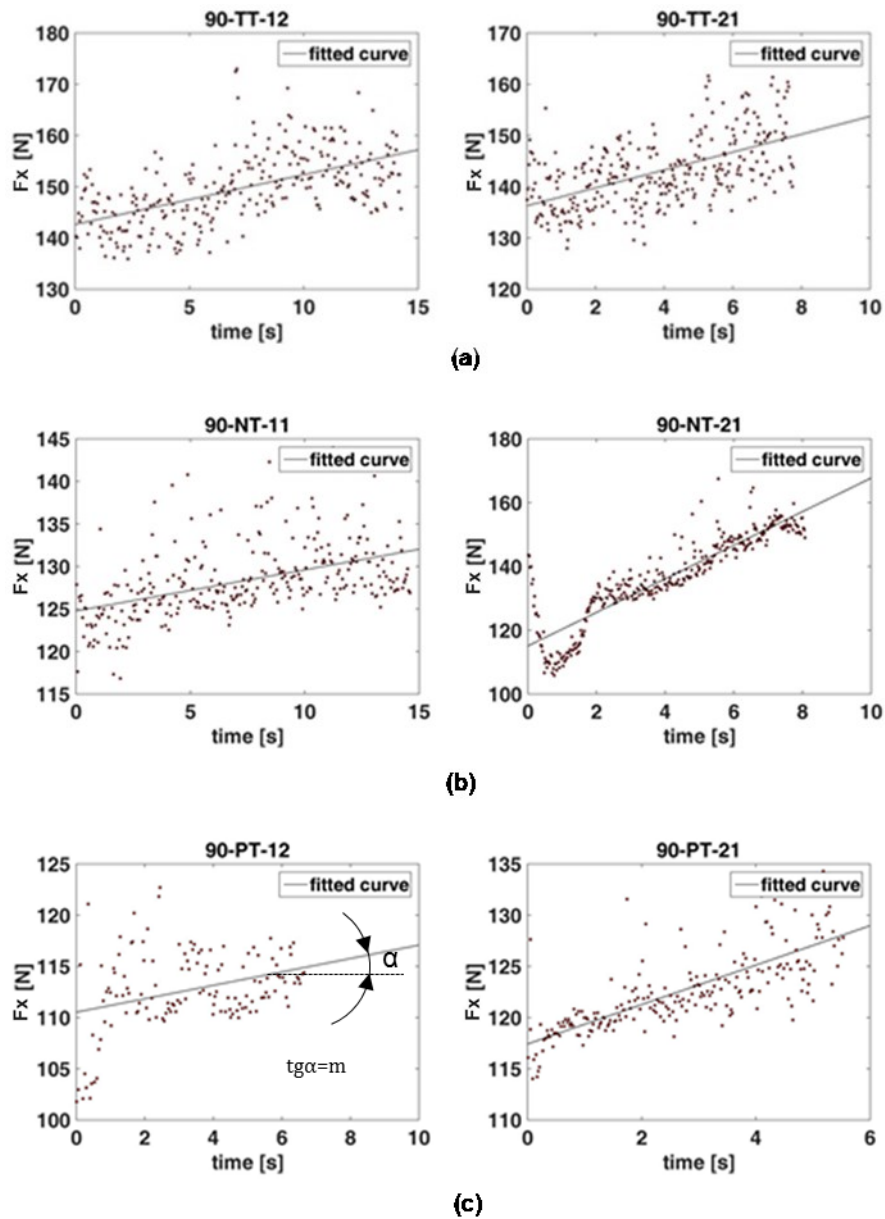 90-TT-12
180
170
160
150
140
130
Fx [N]
fitted curve
0 5 10 15
time [s]
90-TT-21
170
160
150
140
130
120
Fx [N]
fitted curve
0 2 4 6 8 10
time [s]
(a)
90-NT-11
145
140
135
130
125
120
115
Fx [N]
fitted curve
0 5 10 15
time [s]
90-NT-21
180
160
140
120
100
Fx [N]
fitted curve
0 2 4 6 8 10
time [s]
(b)
90-PT-12
125
120
115
110
105
100
Fx [N]
fitted curve
α
tgα=m
0 2 4 6 8 10
time [s]
90-PT-21
135
130
125
120
115
110
Fx [N]
fitted curve
0 2 4 6
time [s]
(c)